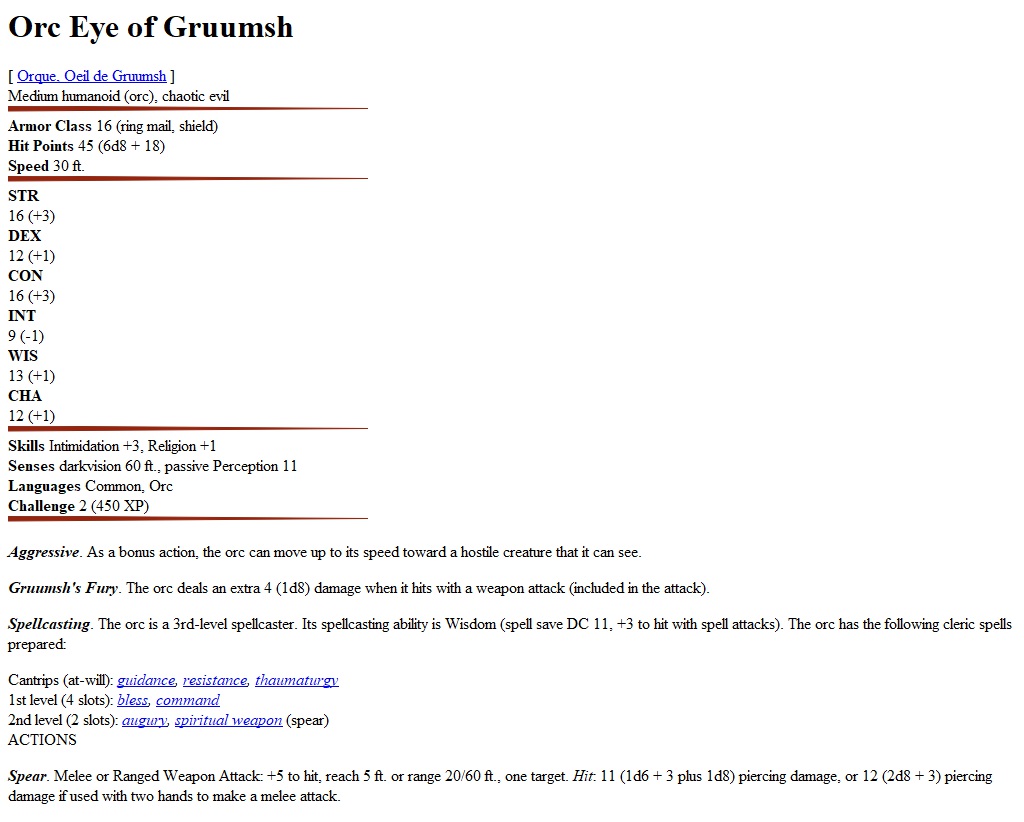 Orc Eye of Gruumsh
[ Orque, Oeil de Gruumsh ]
Medium humanoid (orc), chaotic evil
Armor Class 16 (ring mail, shield)
Hit Points 45 (6d8 + 18)
Speed 30 ft.
STR
16 (+3)
DEX
12 (+1)
CON
16 (+3)
INT
9 (-1)
WIS
13 (+1)
CHA
12 (+1)
Skills Intimidation +3, Religion +1
Senses darkvision 60 ft., passive Perception 11
Languages Common, Orc
Challenge 2 (450 XP)
Aggressive. As a bonus action, the orc can move up to its speed toward a hostile creature that it can see.
Gruumsh's Fury. The orc deals an extra 4 (1d8) damage when it hits with a weapon attack (included in the attack).
Spellcasting. The orc is a 3rd-level spellcaster. Its spellcasting ability is Wisdom (spell save DC 11, +3 to hit with spell attacks). The orc has the following cleric spells
prepared:
Cantrips (at-will): guidance, resistance, thaumaturgy
1st level (4 slots): bless, command
2nd level (2 slots): augury, spiritual weapon (spear)
ACTIONS
Spear. Melee or Ranged Weapon Attack: +5 to hit, reach 5 ft. or range 20/60 ft., one target. Hit: 11 (1d6 + 3 plus 1d8) piercing damage, or 12 (2d8 + 3) piercing
damage if used with two hands to make a melee attack.